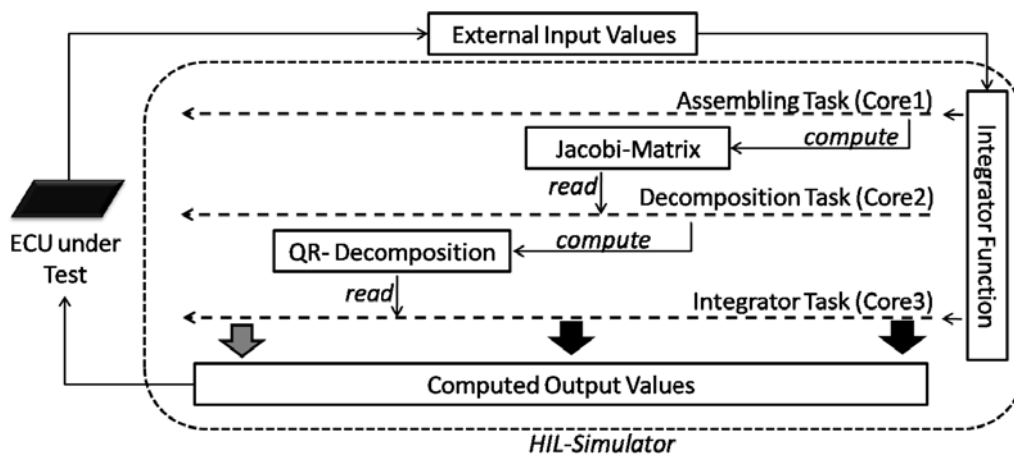 External Input Values
Assembling Task (Core1)
compute
Jacobi-Matrix
read
Decomposition Task (Core2)
compute
QR- Decomposition
read
Integrator Task (Core3)
Integrator Function
ECU under
Test
Computed Output Values
HIL-Simulator